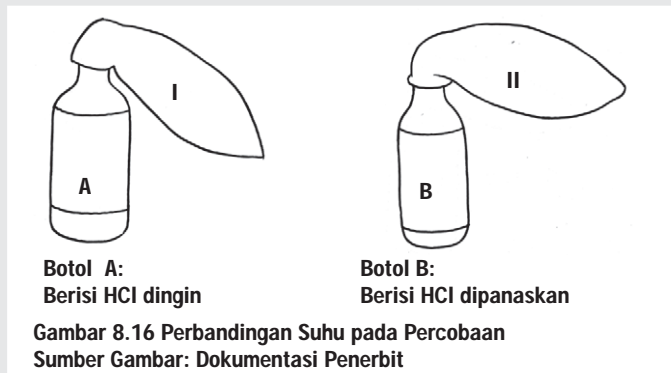 I
II
A
B
Botol A:
Berisi HCl dingin
Botol B:
Berisi HCl dipanaskan
Gambar 8.16 Perbandingan Suhu pada Percobaan
Sumber Gambar: Dokumentasi Penerbit